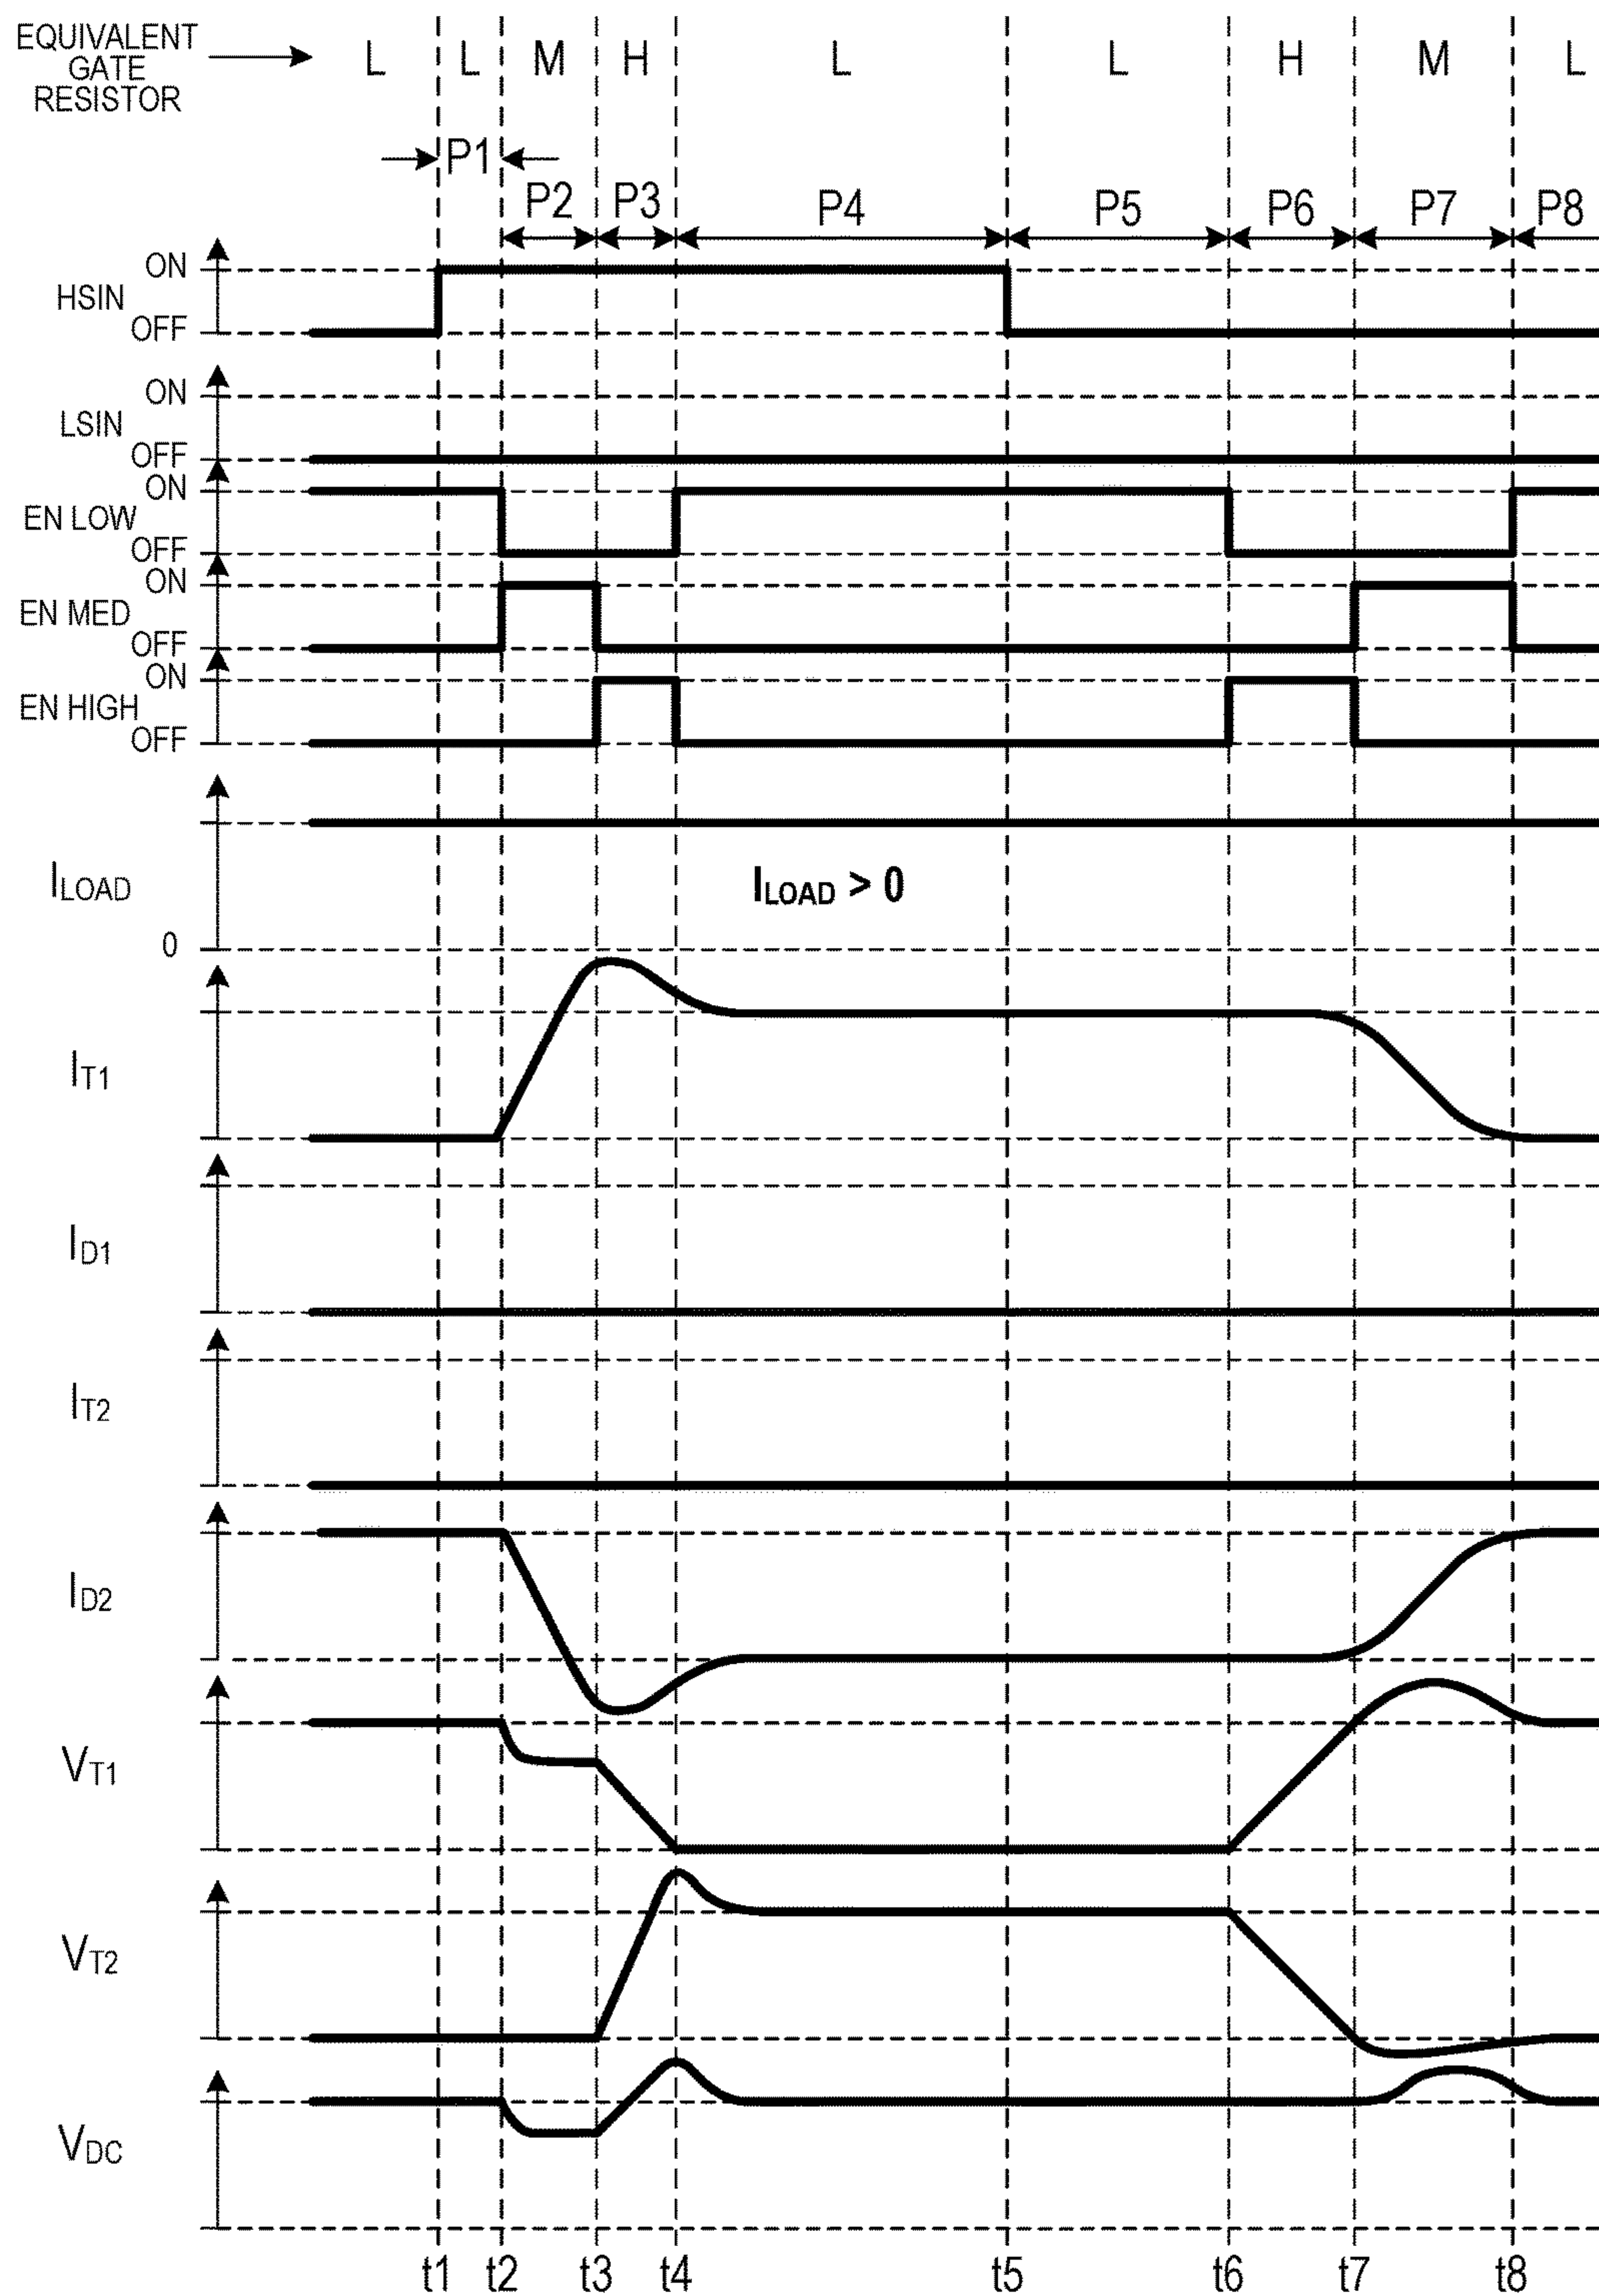 EQUIVALENT
GATE
RESISTOR
L L M H L L H M L
P1
P2 P3 P4 P5 P6 P7 P8
ON
HSIN
OFF
ON
LSIN
OFF
ON
EN LOW
OFF
ON
EN MED
OFF
ON
EN HIGH
OFF
ILOAD
ILOAD > 0
0
IT1
ID1
IT2
ID2
VT1
VT2
VDC
t1 t2 t3 t4 t5 t6 t7 t8